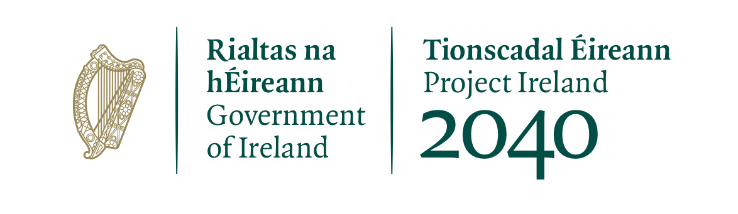 Rialtas na
hÉireann
Government
of Ireland
Tionscadal Éireann
Project Ireland
2040